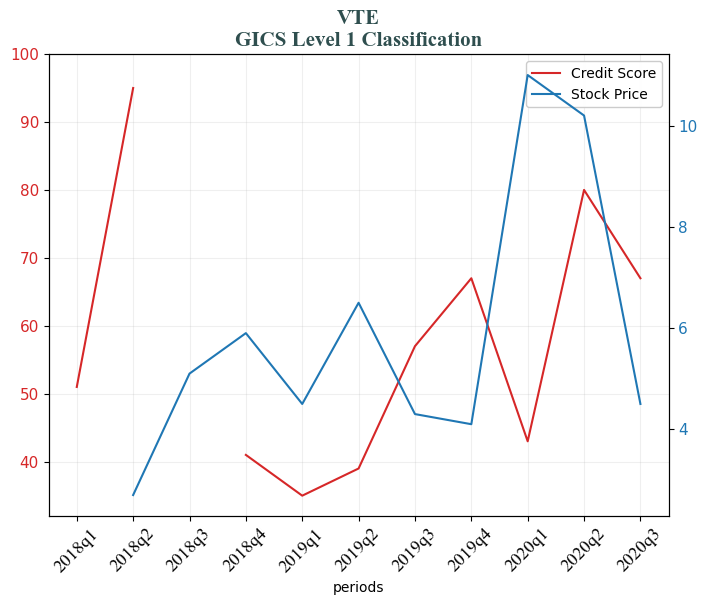 VTE
GICS Level 1 Classification
100
90
80
70
60
50
40
Credit Score
Stock Price
10
8
6
4
2018q1
2018q2
2018q3
2018q4
2019q1
2019q2
2019q3
2019q4
2020q1
2020q2
2020q3
periods